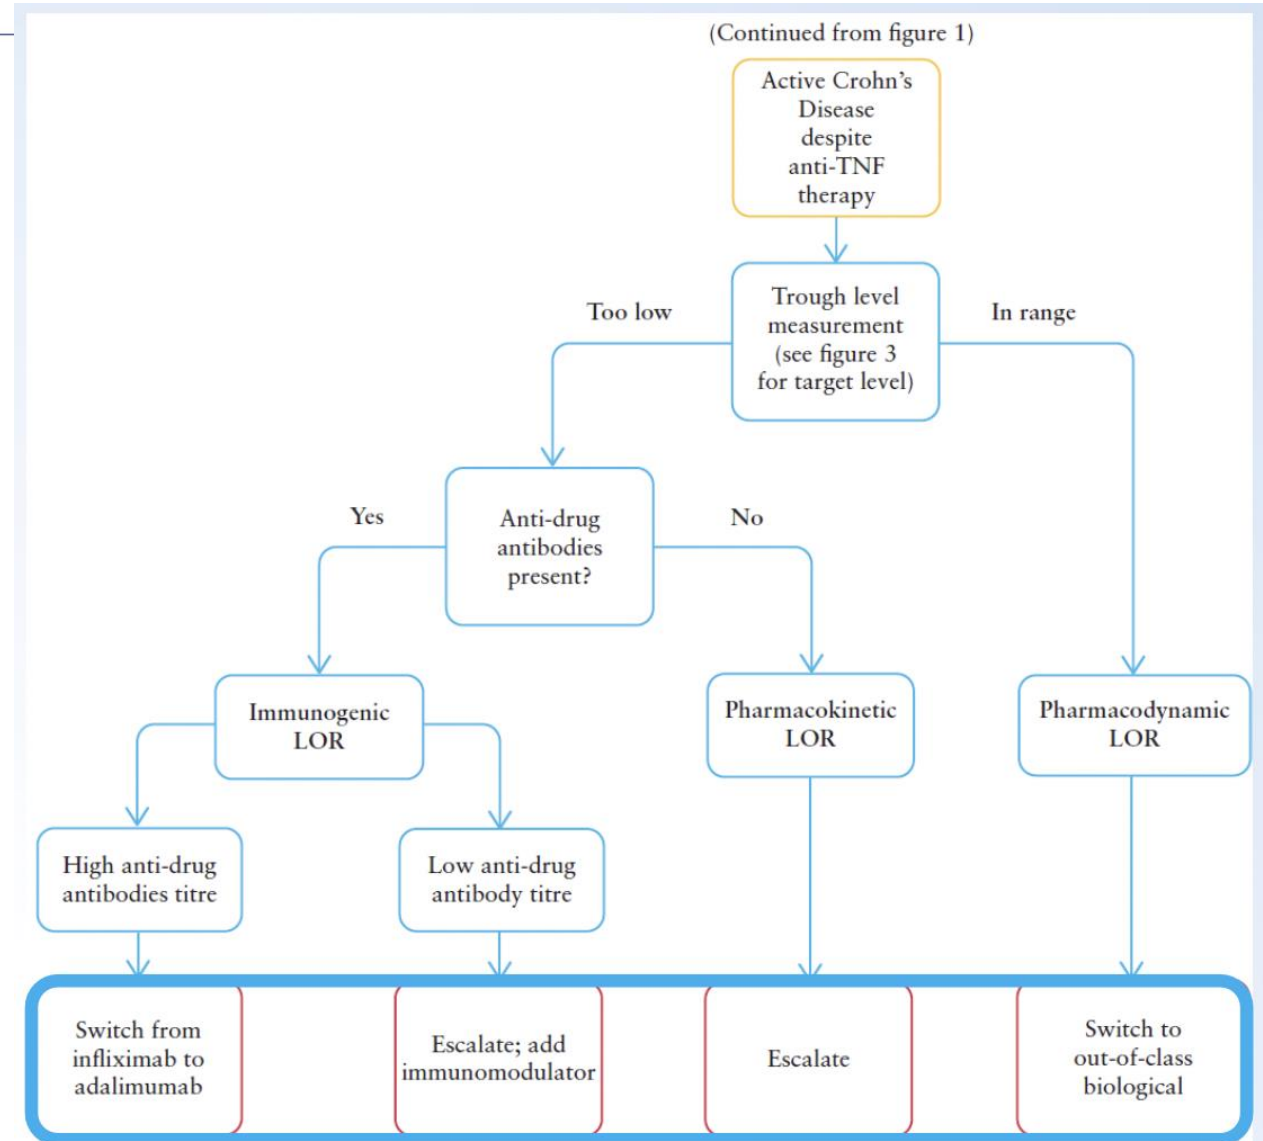 (Continued from figure 1)
Active Crohn's
Disease
despite
anti-TNF
therapy
Too low
Trough level
measurement
(see figure 3
for target level)
In range
Yes
Anti-drug
antibodies
present?
No
Immunogenic
LOR
Pharmacokinetic
LOR
Pharmacodynamic
LOR
High anti-drug
antibodies titre
Low anti-drug
antibody titre
Switch from
infliximab to
adalimumab
Escalate; add
immunomodulator
Escalate
Switch to
out-of-class
biological